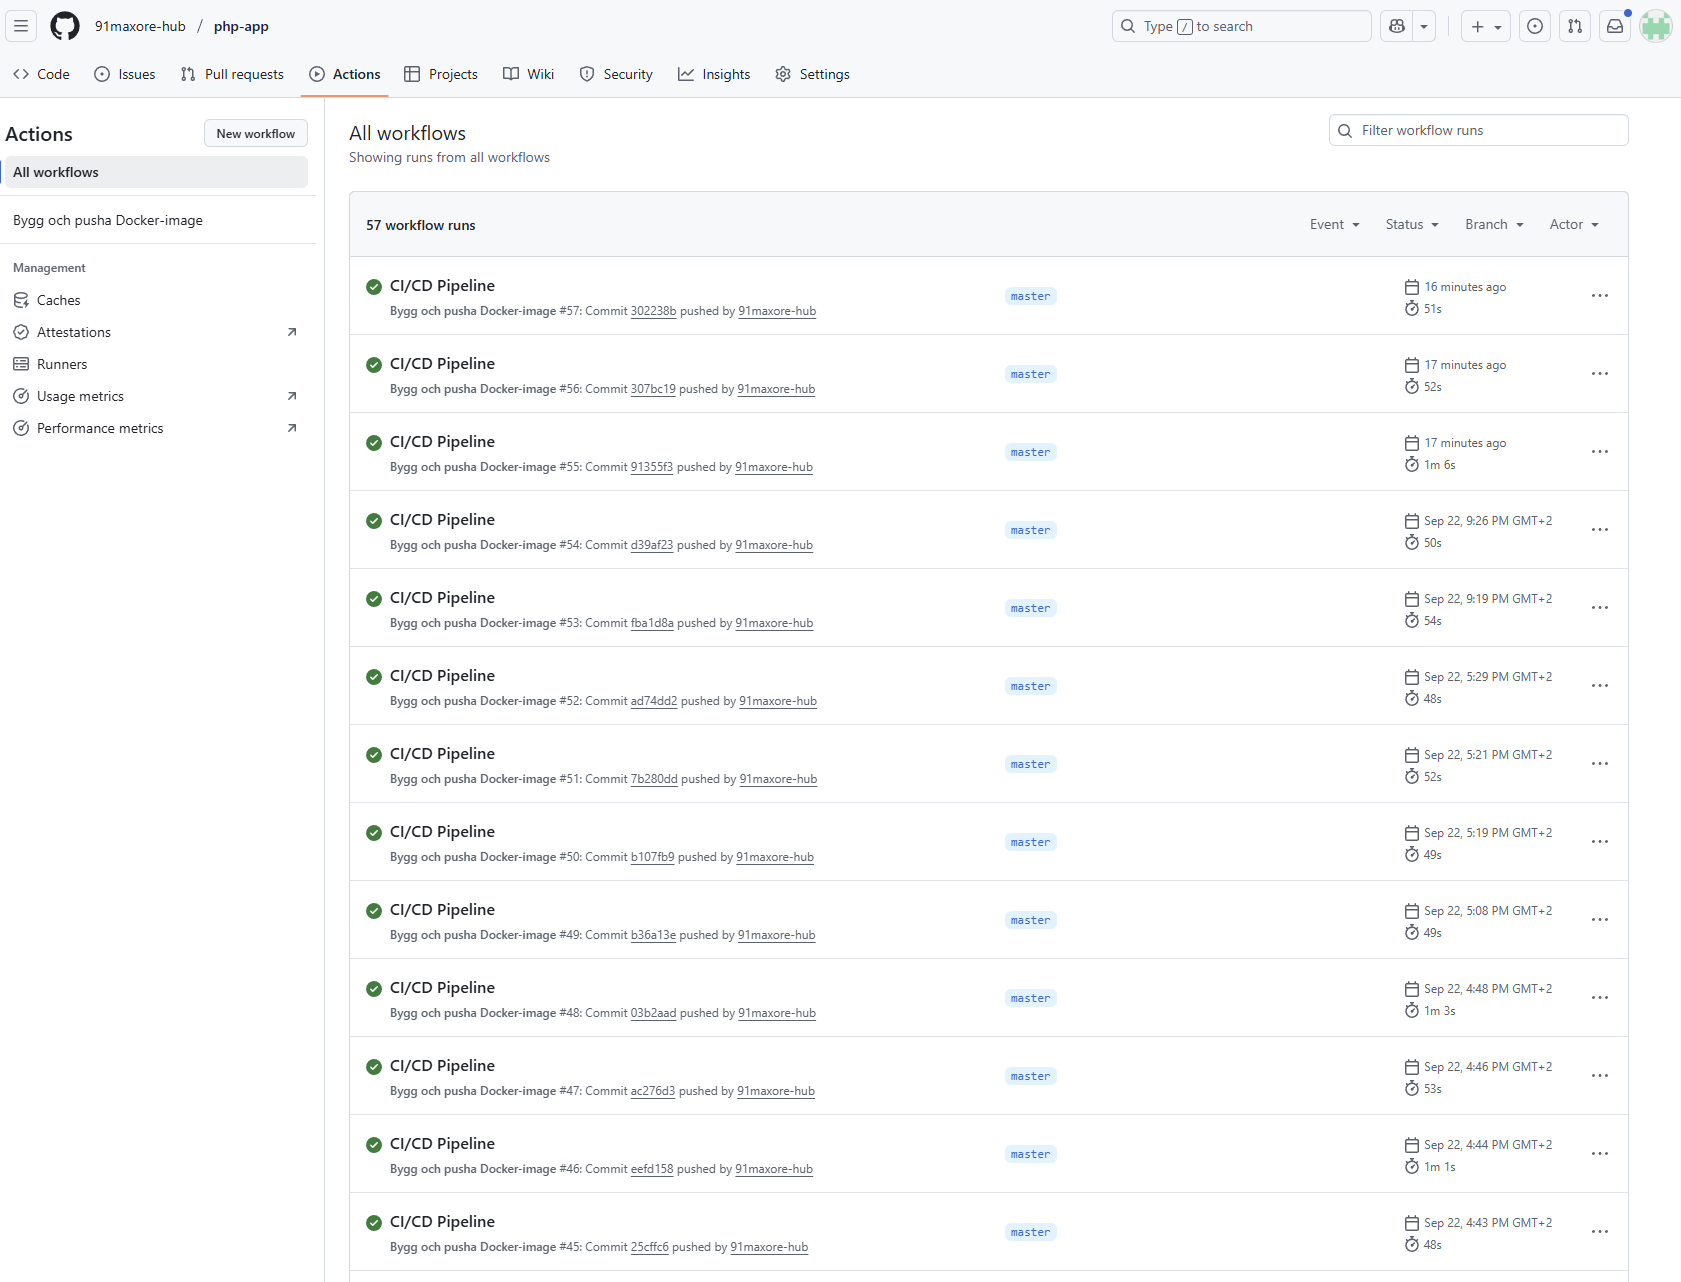 91maxore-hub / php-app
Type / to search
Code
Issues
Pull requests
Actions
Projects
Wiki
Security
Insights
Settings
Actions
New workflow
All workflows
Bygg och pusha Docker-image
Management
Caches
Attestations
Runners
Usage metrics
Performance metrics
All workflows
Showing runs from all workflows
Filter workflow runs
57 workflow runs
Event
Status
Branch
Actor
CI/CD Pipeline
Bygg och pusha Docker-image #57: Commit 302238b pushed by 91maxore-hub
master
16 minutes ago
51s
CI/CD Pipeline
Bygg och pusha Docker-image #56: Commit 307bc19 pushed by 91maxore-hub
master
17 minutes ago
52s
CI/CD Pipeline
Bygg och pusha Docker-image #55: Commit 91355f3 pushed by 91maxore-hub
master
17 minutes ago
1m 6s
CI/CD Pipeline
Bygg och pusha Docker-image #54: Commit d39af23 pushed by 91maxore-hub
master
Sep 22, 9:26 PM GMT+2
50s
CI/CD Pipeline
Bygg och pusha Docker-image #53: Commit fba1d8a pushed by 91maxore-hub
master
Sep 22, 9:19 PM GMT+2
54s
CI/CD Pipeline
Bygg och pusha Docker-image #52: Commit ad74dd2 pushed by 91maxore-hub
master
Sep 22, 5:29 PM GMT+2
48s
CI/CD Pipeline
Bygg och pusha Docker-image #51: Commit 7b280dd pushed by 91maxore-hub
master
Sep 22, 5:21 PM GMT+2
52s
CI/CD Pipeline
Bygg och pusha Docker-image #50: Commit b107fb9 pushed by 91maxore-hub
master
Sep 22, 5:19 PM GMT+2
49s
CI/CD Pipeline
Bygg och pusha Docker-image #49: Commit b36a13e pushed by 91maxore-hub
master
Sep 22, 5:08 PM GMT+2
49s
CI/CD Pipeline
Bygg och pusha Docker-image #48: Commit 03b2aad pushed by 91maxore-hub
master
Sep 22, 4:48 PM GMT+2
1m 3s
CI/CD Pipeline
Bygg och pusha Docker-image #47: Commit ac276d3 pushed by 91maxore-hub
master
Sep 22, 4:46 PM GMT+2
53s
CI/CD Pipeline
Bygg och pusha Docker-image #46: Commit eefd158 pushed by 91maxore-hub
master
Sep 22, 4:44 PM GMT+2
1m 1s
CI/CD Pipeline
Bygg och pusha Docker-image #45: Commit 25cffc6 pushed by 91maxore-hub
master
Sep 22, 4:43 PM GMT+2
48s